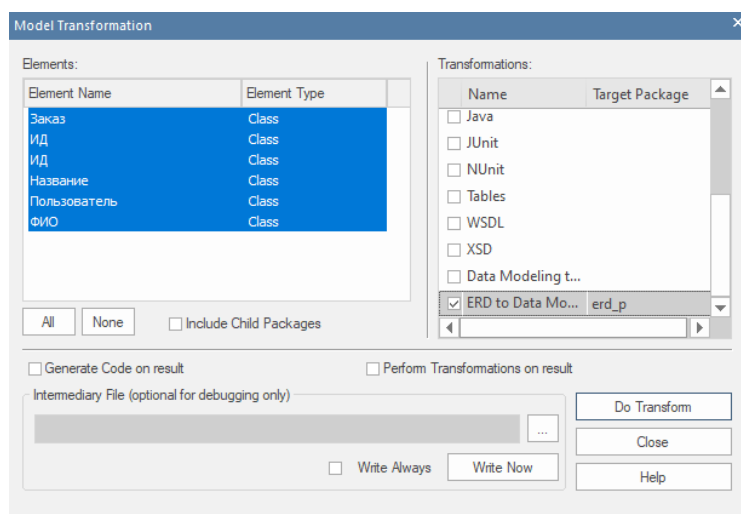 Model Transformation
Elements:
Element Name Element Type
Заказ Class
ИД Class
ИД Class
Название Class
Пользователь Class
ФИО Class
All None Include Child Packages
Transformations:
Name Target Package
Java
JUnit
NUnit
Tables
WSDL
XSD
Data Modeling t...
ERD to Data Mo... erd_p
Generate Code on result Perform Transformations on result
Intermediary File (optional for debugging only)
...
Write Always Write Now
Do Transform
Close
Help